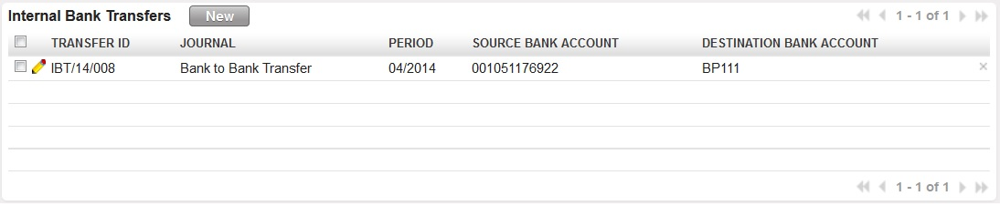 Internal Bank Transfers New 1 - 1 of 1
TRANSFER ID JOURNAL PERIOD SOURCE BANK ACCOUNT DESTINATION BANK ACCOUNT
IBT/14/008 Bank to Bank Transfer 04/2014 001051176922 BP111
1 - 1 of 1